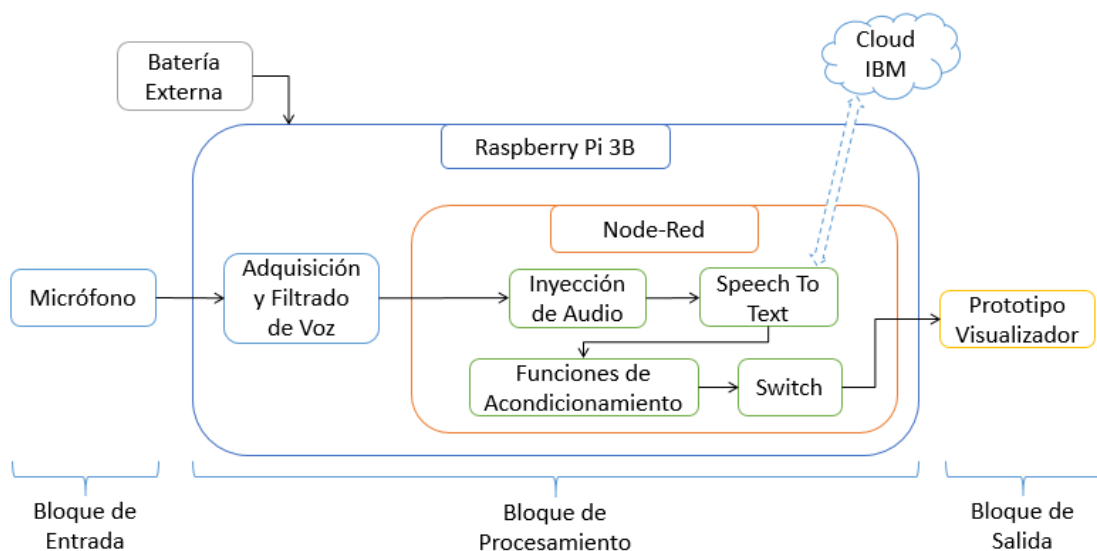 Cloud
IBM
Batería
Externa
Raspberry Pi 3B
Node-Red
Micrófono
Adquisición
y Filtrado
de Voz
Inyección
de Audio
Speech To
Text
Prototipo
Visualizador
Funciones de
Acondicionamiento
Switch
Bloque de
Entrada
Bloque de
Procesamiento
Bloque de
Salida